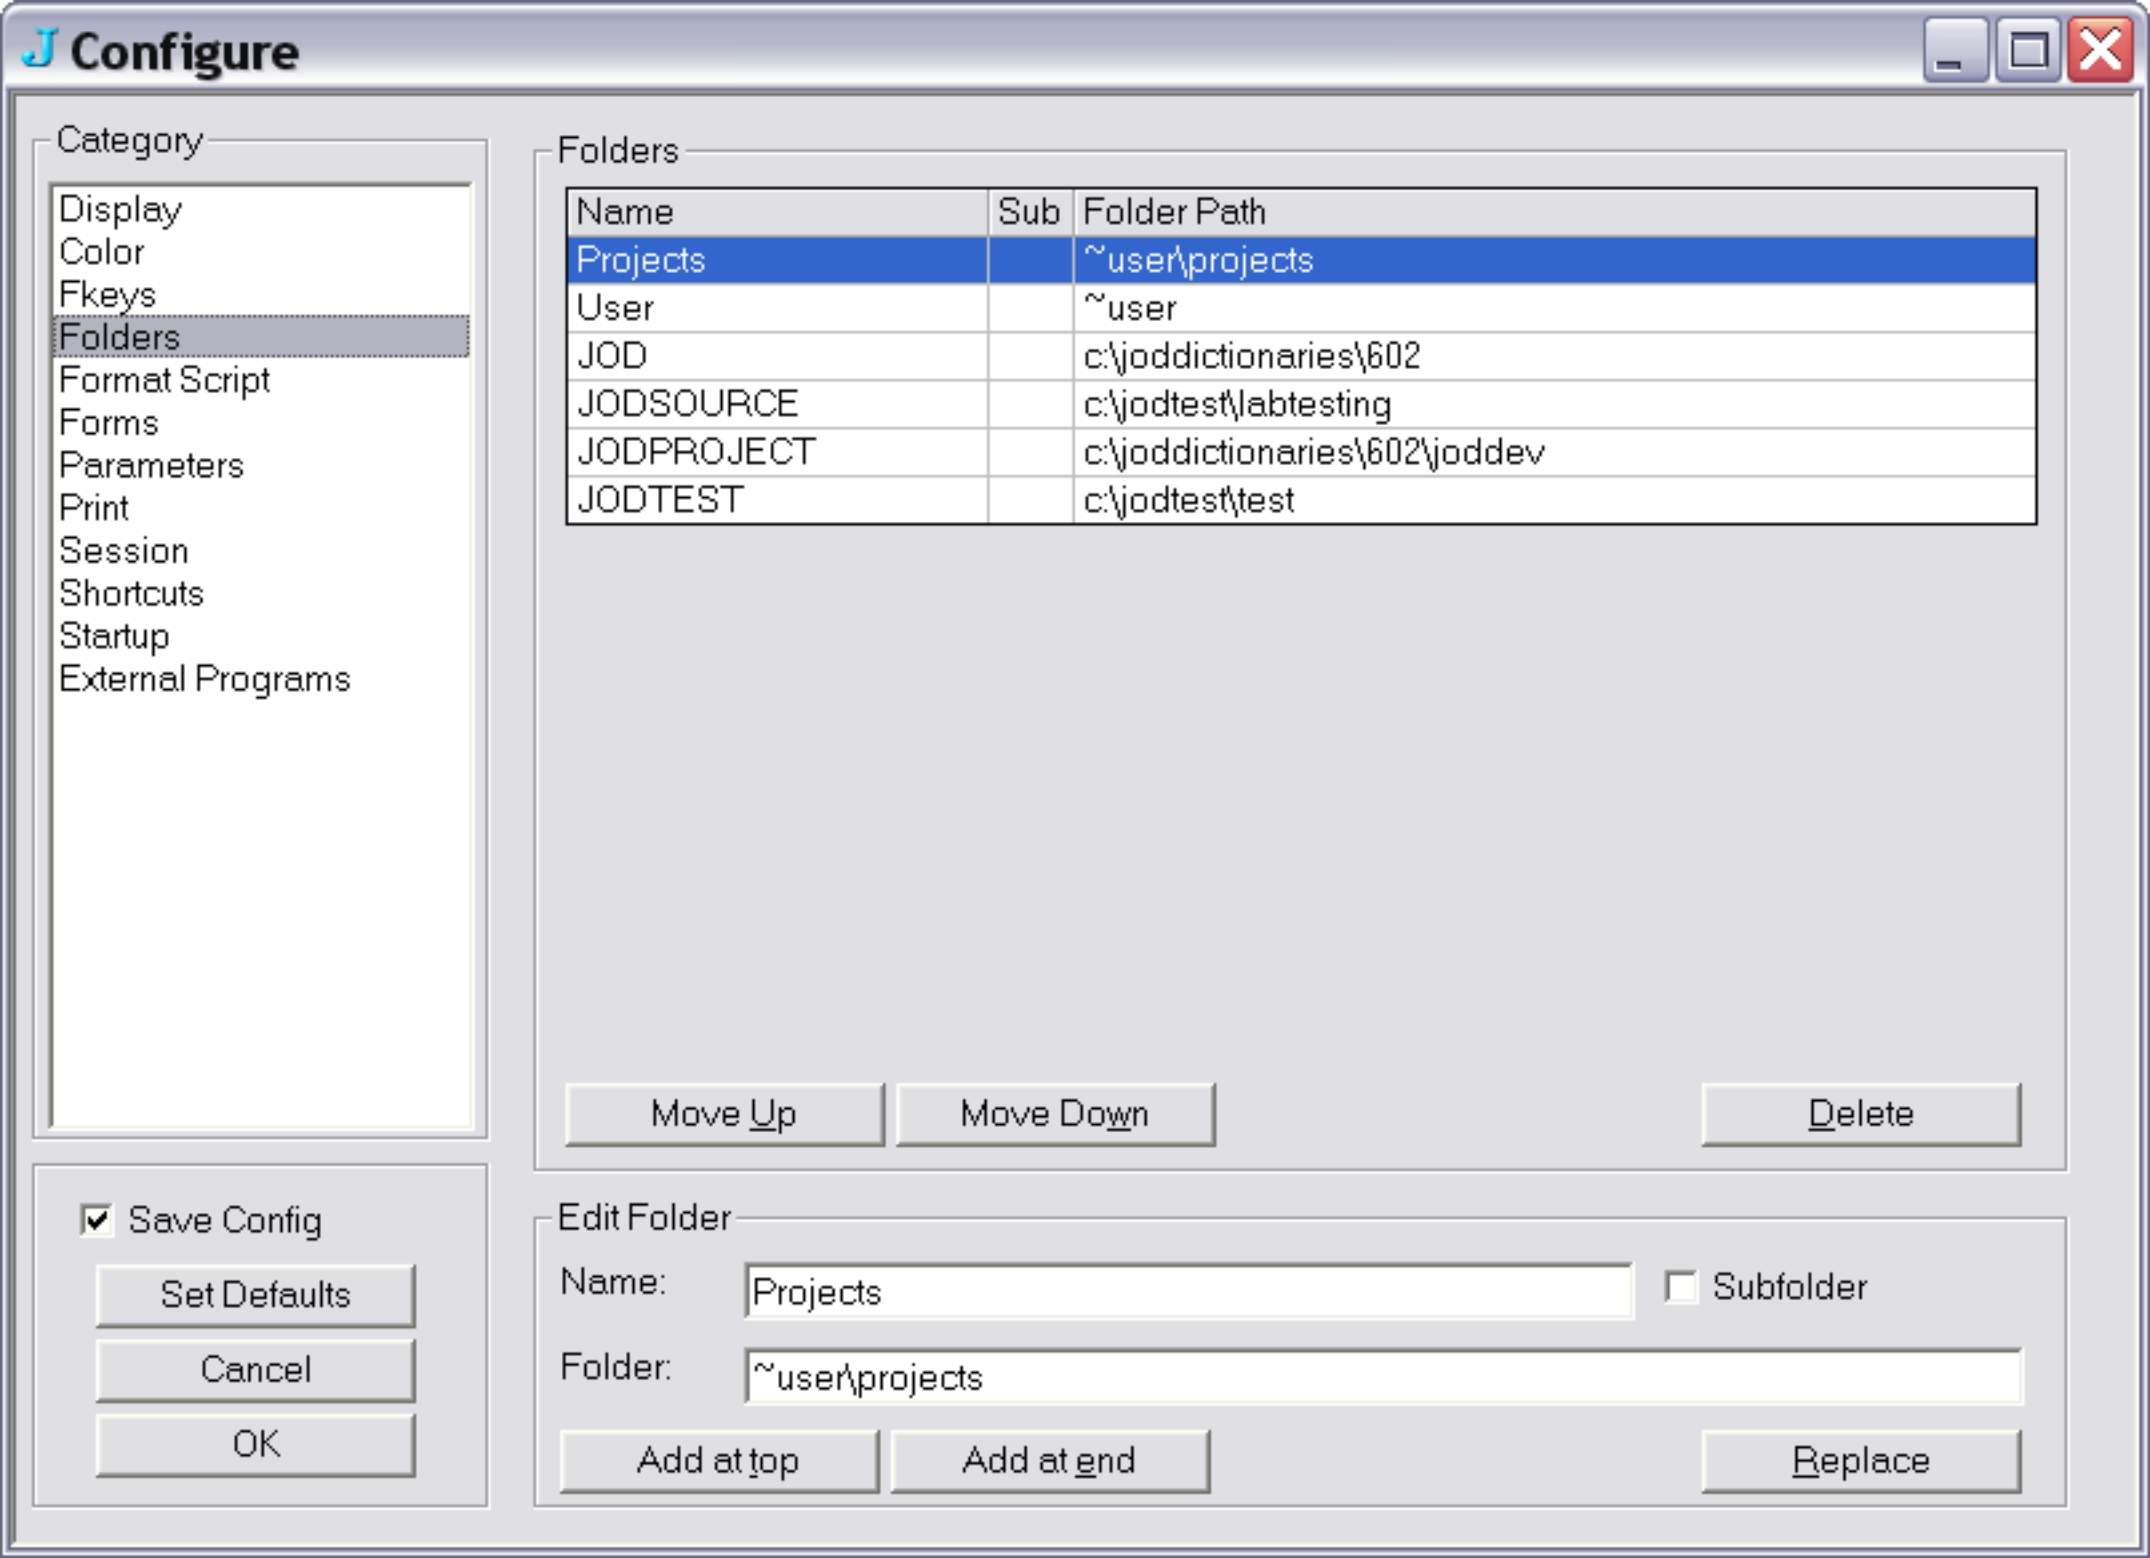 J Configure
Category
Display
Color
Fkeys
Folders
Format Script
Forms
Parameters
Print
Session
Shortcuts
Startup
External Programs
Save Config
Set Defaults
Cancel
OK
Folders
Name Sub Folder Path
Projects ~user\projects
User ~user
JOD c:\joddictionaries\602
JODSOURCE c:\jodtest\labtesting
JODPROJECT c:\joddictionaries\602\joddev
JODTEST c:\jodtest\test
Move Up Move Down Delete
Edit Folder
Name: Projects Subfolder
Folder: ~user\projects
Add at top Add at end Replace